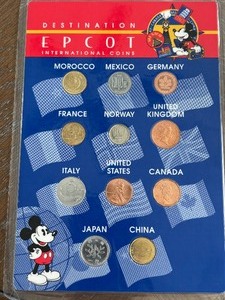 DESTINATION
EPCOT
INTERNATIONAL COINS
MOROCCO MEXICO GERMANY
FRANCE NORWAY UNITED KINGDOM
ITALY UNITED STATES CANADA
JAPAN CHINA